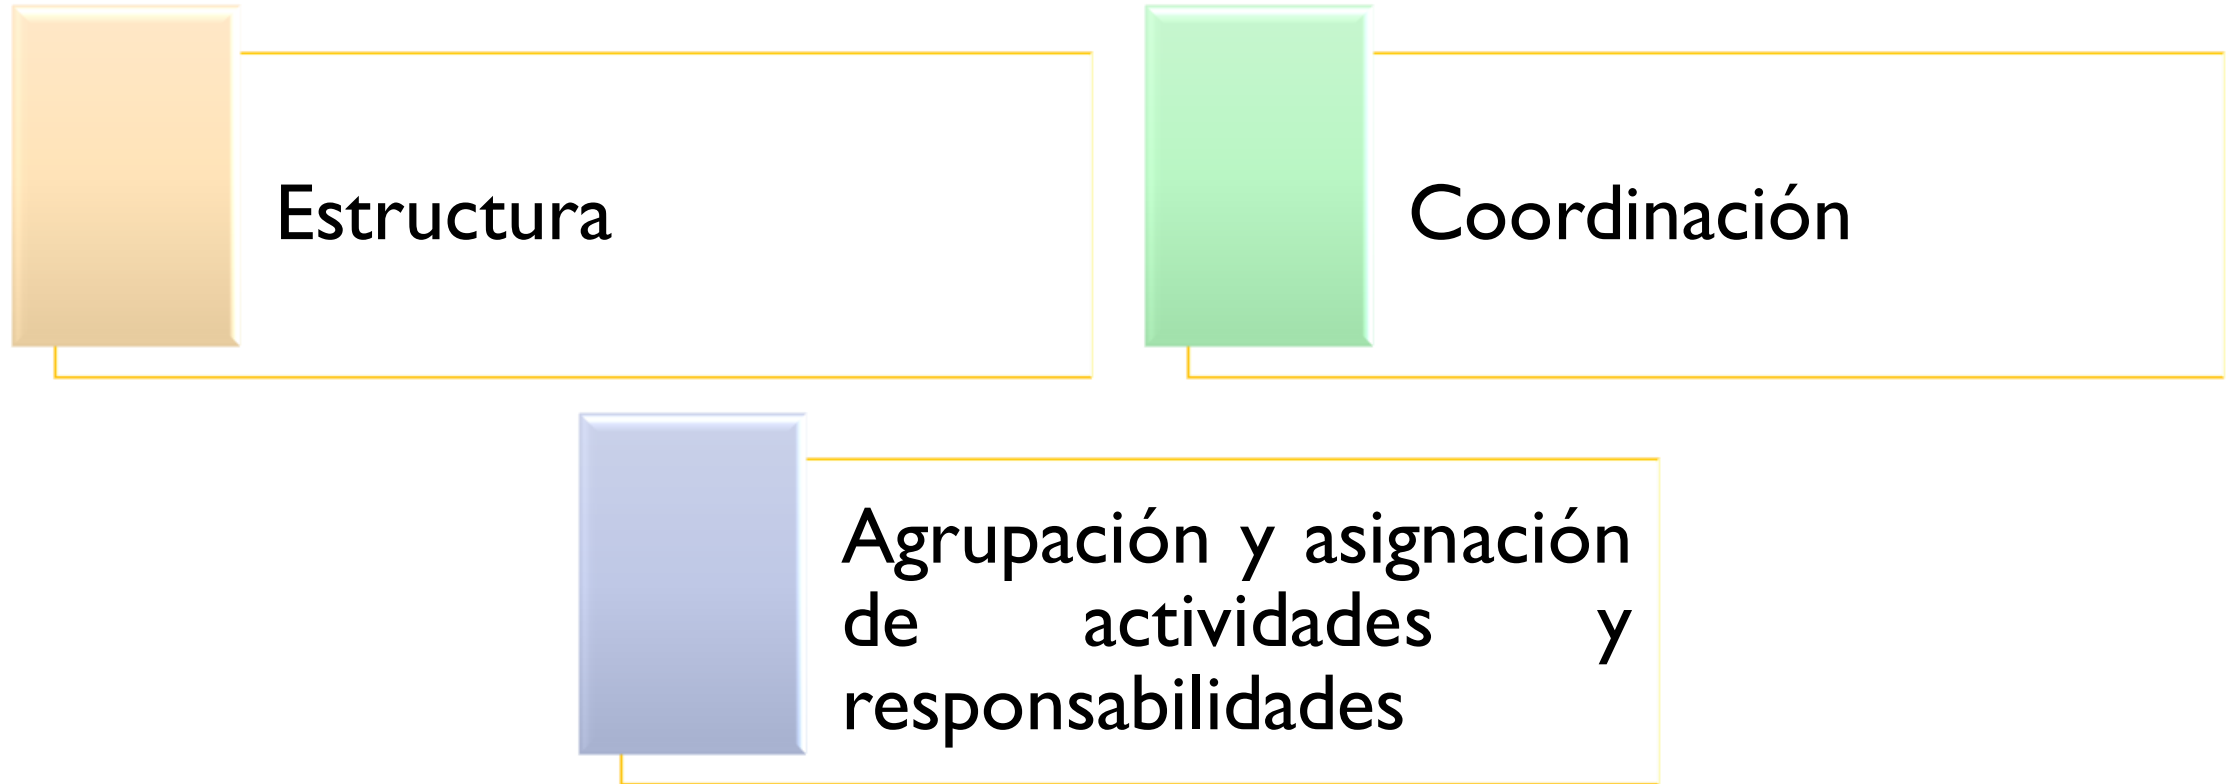 Estructura
Coordinación
Agrupación y asignación
de actividades y
responsabilidades